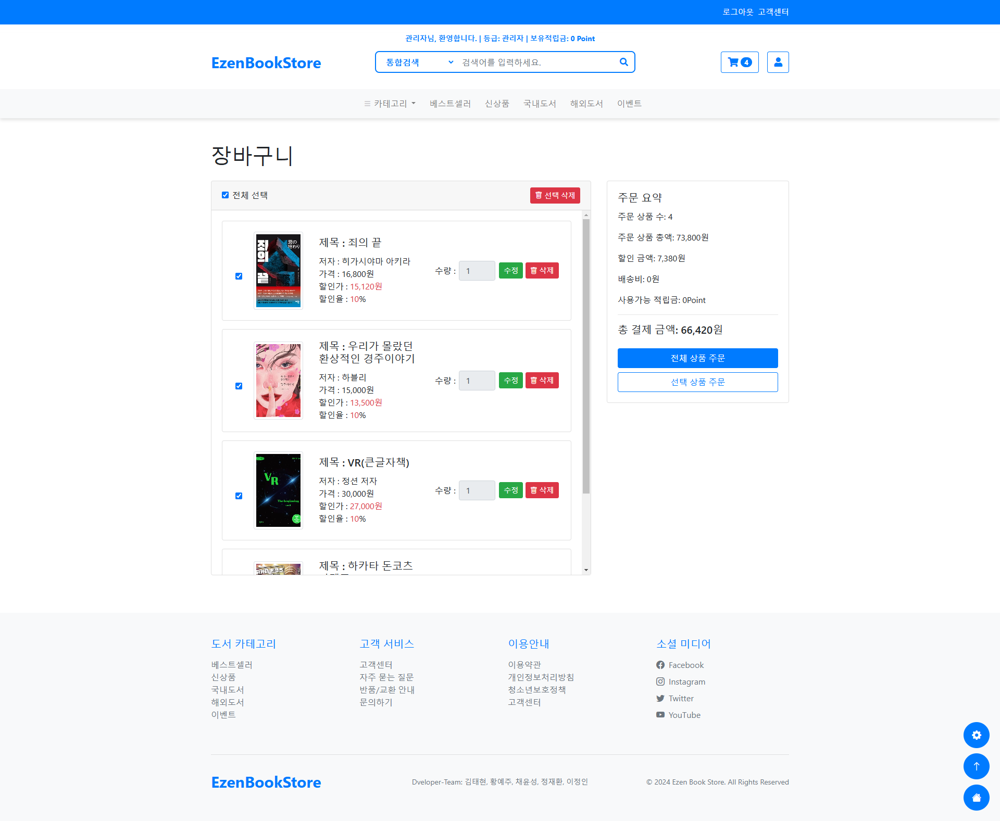 로그아웃 고객센터
관리자님, 환영합니다. | 등급: 관리자 | 보유적립금: 0 Point
EzenBookStore
통합검색
검색어를 입력하세요.
4
카테고리
베스트셀러
신상품
국내도서
해외도서
이벤트
장바구니
전체 선택
선택 삭제
죄의 끝
罪の
終わり
제목 : 죄의 끝
저자 : 히가시야마 아키라
가격 : 16,800원
할인가 : 15,120원
할인율 : 10%
수량 : 1 수정 삭제
제목 : 우리가 몰랐던
환상적인 경주이야기
저자 : 하블리
가격 : 15,000원
할인가 : 13,500원
할인율 : 10%
수량 : 1 수정 삭제
VR
The beginning
제목 : VR(큰글자책)
저자 : 정션 저자
가격 : 30,000원
할인가 : 27,000원
할인율 : 10%
수량 : 1 수정 삭제
제목 : 하카타 돈코츠
주문 요약
주문 상품 수: 4
주문 상품 총액: 73,800원
할인 금액: 7,380원
배송비: 0원
사용가능 적립금: 0Point
총 결제 금액: 66,420원
전체 상품 주문
선택 상품 주문
도서 카테고리
베스트셀러
신상품
국내도서
해외도서
이벤트
고객 서비스
고객센터
자주 묻는 질문
반품/교환 안내
문의하기
이용안내
이용약관
개인정보처리방침
청소년보호정책
고객센터
소셜 미디어
Facebook
Instagram
Twitter
YouTube
EzenBookStore
Dveloper-Team: 김태현, 황예주, 채윤성, 정재환, 이정인
© 2024 Ezen Book Store. All Rights Reserved